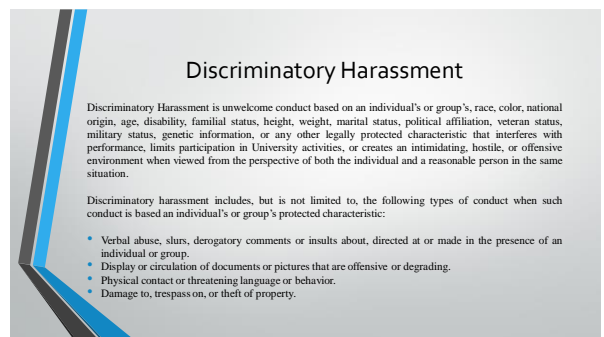 Discriminatory Harassment
Discriminatory Harassment is unwelcome conduct based on an individual's or group's, race, color, national
origin, age, disability, familial status, height, weight, marital status, political affiliation, veteran status,
military status, genetic information, or any other legally protected characteristic that interferes with
performance, limits participation in University activities, or creates an intimidating, hostile, or offensive
environment when viewed from the perspective of both the individual and a reasonable person in the same
situation.
Discriminatory harassment includes, but is not limited to, the following types of conduct when such
conduct is based an individual's or group's protected characteristic:
• Verbal abuse, slurs, derogatory comments or insults about, directed at or made in the presence of an
individual or group.
• Display or circulation of documents or pictures that are offensive or degrading.
• Physical contact or threatening language or behavior.
• Damage to, trespass on, or theft of property.